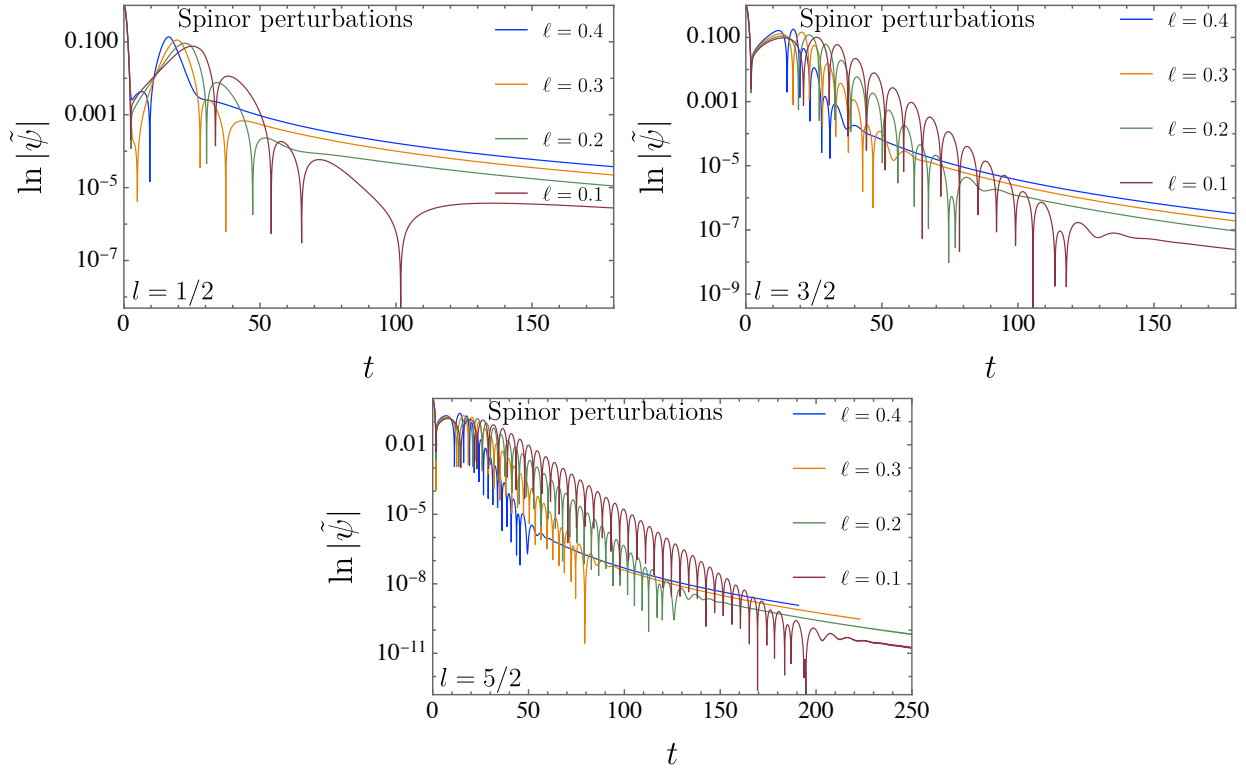 Spinor perturbations
ln |ψ̃|
0.100
0.001
10⁻⁵
10⁻⁷
ℓ = 0.4
ℓ = 0.3
ℓ = 0.2
ℓ = 0.1
l = 1/2
0 50 100 150
t
Spinor perturbations
ln |ψ̃|
0.100
0.001
10⁻⁵
10⁻⁷
10⁻⁹
ℓ = 0.4
ℓ = 0.3
ℓ = 0.2
ℓ = 0.1
l = 3/2
0 50 100 150
t
Spinor perturbations
ln |ψ̃|
0.01
10⁻⁵
10⁻⁸
10⁻¹¹
ℓ = 0.4
ℓ = 0.3
ℓ = 0.2
ℓ = 0.1
l = 5/2
0 50 100 150 200 250
t